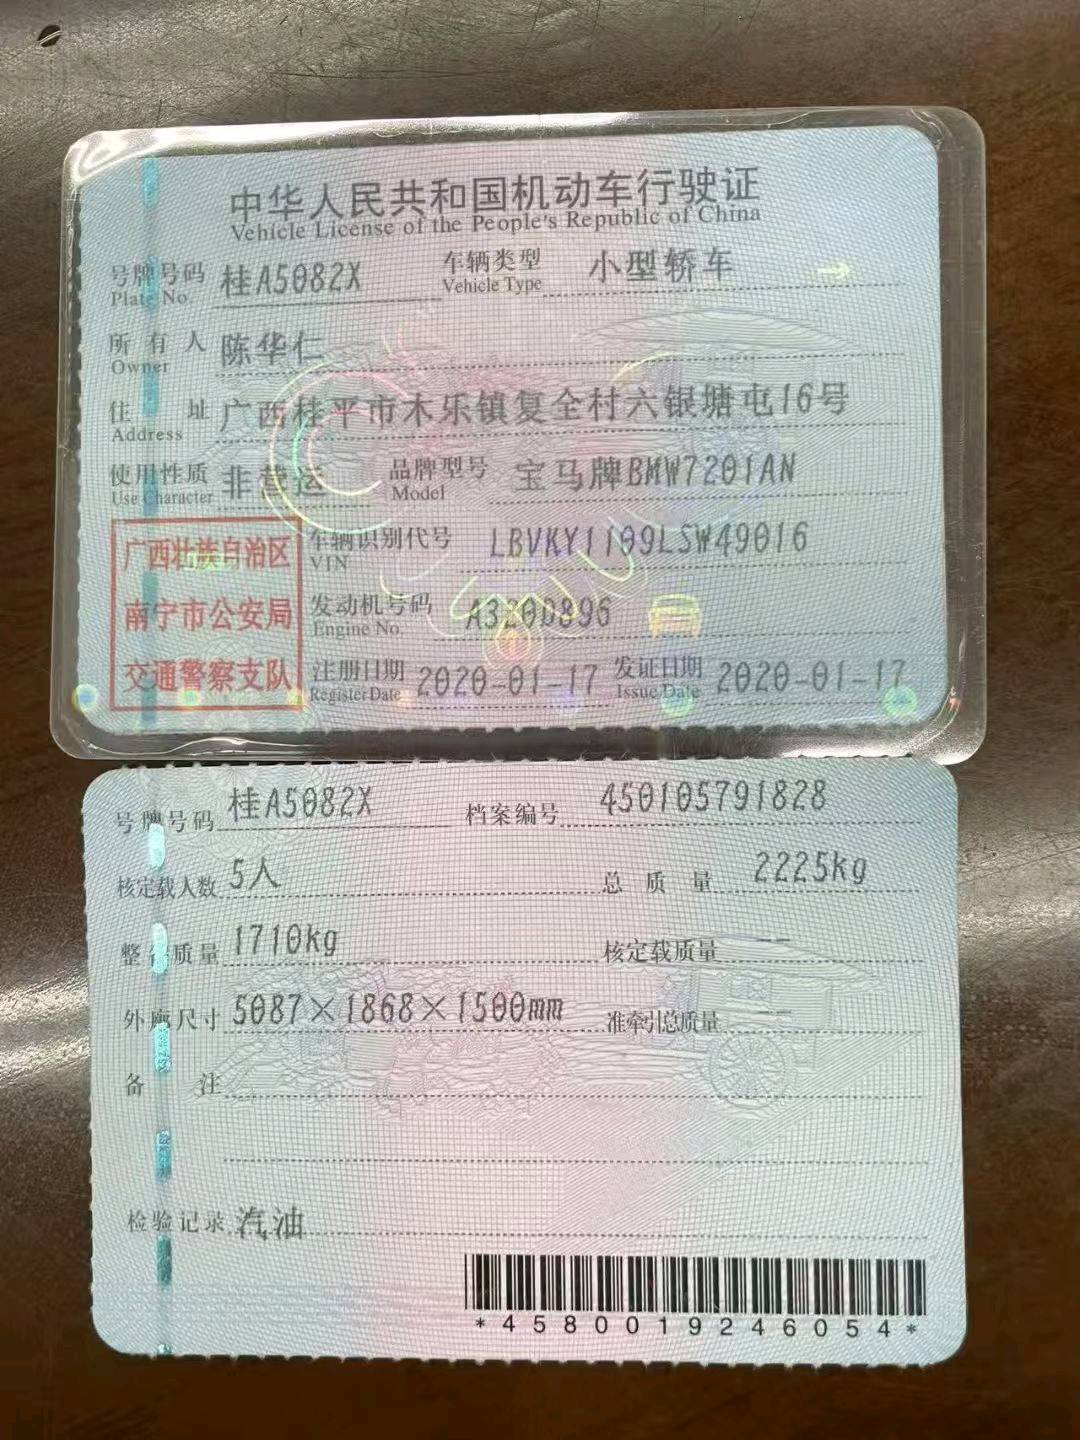 中华人民共和国机动车行驶证
Vehicle License of the People's Republic of China
号牌号码 桂A5082X 车辆类型 小型轿车
Plate No. Vehicle Type
所有人 陈华仁
Owner
住址 广西桂平市木乐镇复全村六银塘屯16号
Address
使用性质 非营运 品牌型号 宝马牌BMW7201AN
Use Character Model
广西壮族自治区 车辆识别代号 LBVKY1109LSW49016
VIN
南宁市公安局 发动机号码 A3200896
Engine No.
交通警察支队 注册日期 2020-01-17 发证日期 2020-01-17
Register Date Issue Date
号牌号码 桂A5082X 档案编号 450105791828
核定载人数 5人 总质量 2225kg
整备质量 1710kg 核定载质量 --
外廓尺寸 5087×1868×1500mm 准牵引总质量 --
备注
检验记录 汽油
*4580019246054*